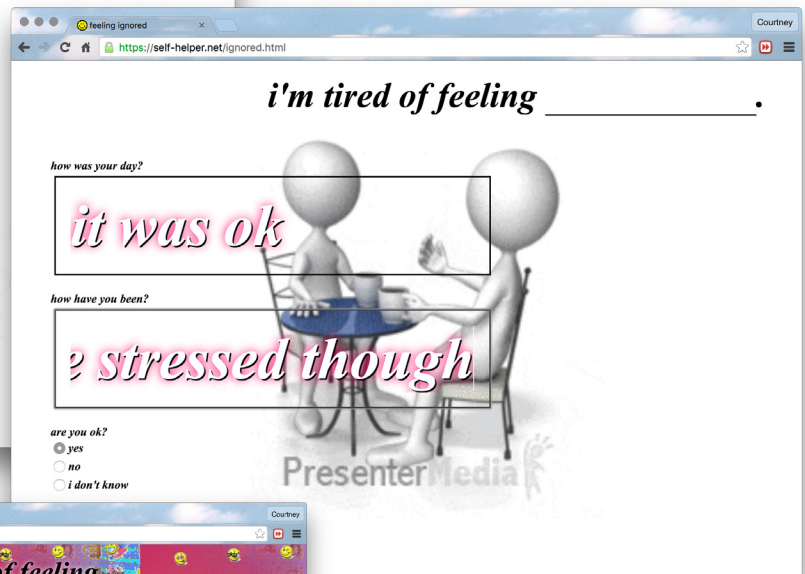 feeling ignored ×
Courtney
https://self-helper.net/ignored.html
i'm tired of feeling ____________.
how was your day?
it was ok
how have you been?
stressed though
are you ok?
yes
no
i don't know
PresenterMedia
Courtney
of feeling